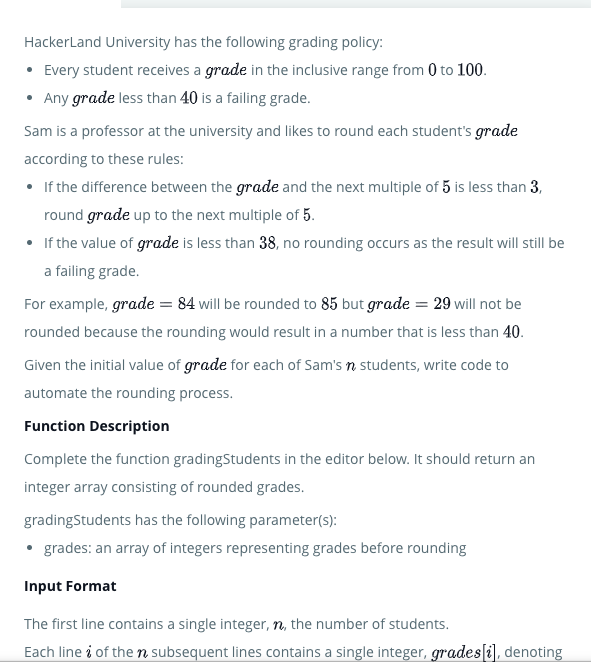 HackerLand University has the following grading policy:
• Every student receives a grade in the inclusive range from 0 to 100.
• Any grade less than 40 is a failing grade.
Sam is a professor at the university and likes to round each student's grade
according to these rules:
• If the difference between the grade and the next multiple of 5 is less than 3,
round grade up to the next multiple of 5.
• If the value of grade is less than 38, no rounding occurs as the result will still be
a failing grade.
For example, grade = 84 will be rounded to 85 but grade = 29 will not be
rounded because the rounding would result in a number that is less than 40.
Given the initial value of grade for each of Sam's n students, write code to
automate the rounding process.
Function Description
Complete the function gradingStudents in the editor below. It should return an
integer array consisting of rounded grades.
gradingStudents has the following parameter(s):
• grades: an array of integers representing grades before rounding
Input Format
The first line contains a single integer, n, the number of students.
Each line i of the n subsequent lines contains a single integer, grades[i], denoting